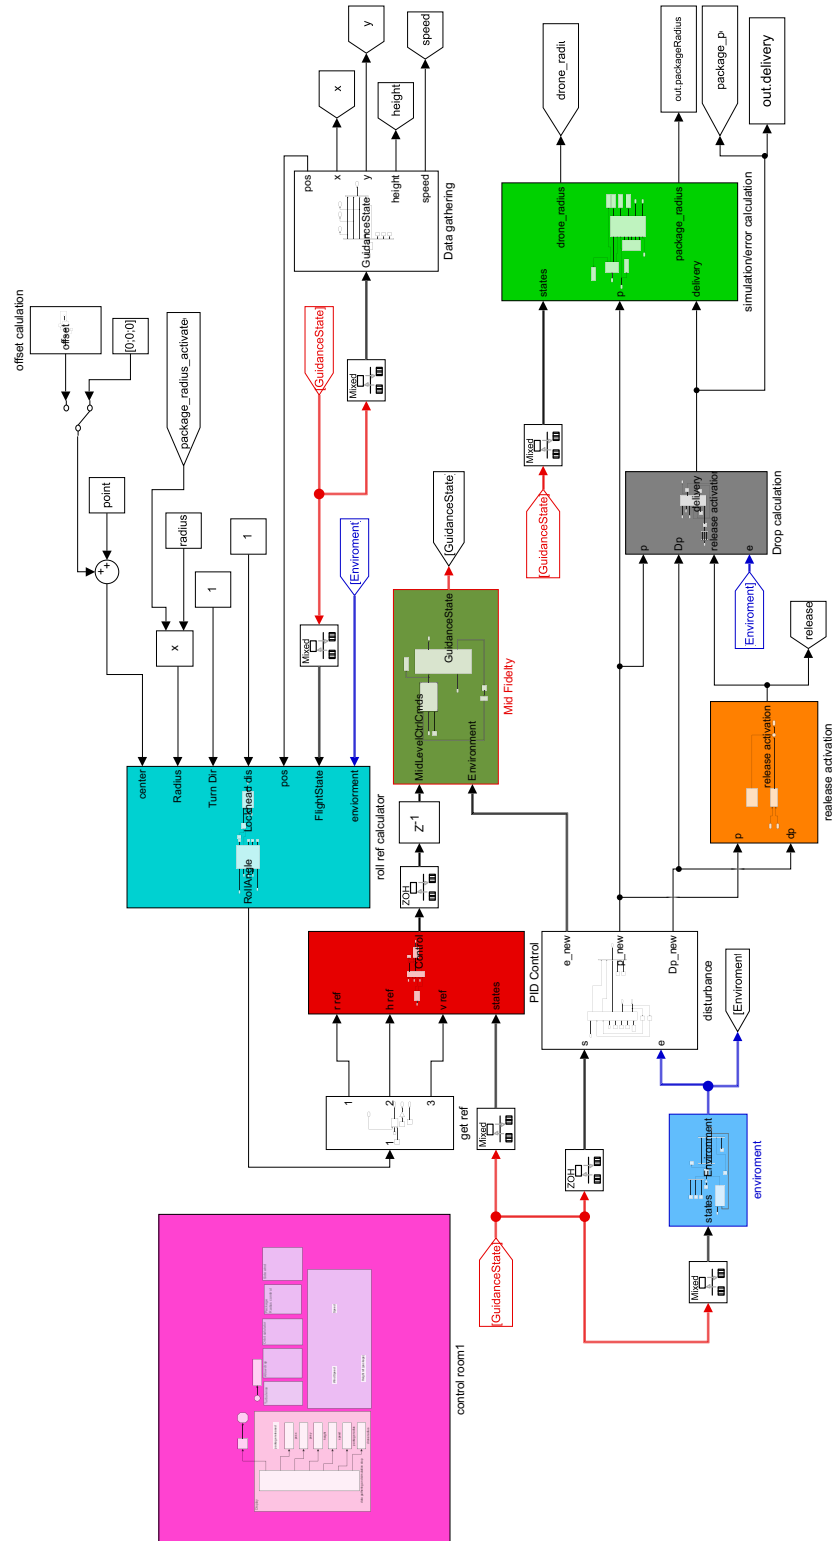 control room1
offset calulation
offset
[0;0;0]
point
package_radius_activate
radius
x
1
1
center
Radius
Turn Dir
Lockhead dis
pos
FlightState
enviorment
RollAngle
roll ref calculator
[GuidanceState]
Mixed
[Enviroment]
Mixed
GuidanceState
pos
x
y
height
speed
Data gathering
x
y
height
speed
1
1
2
3
get ref
r ref
h ref
v ref
states
Control
PID Control
ZOH
Z-1
MidLevelCtrlCmds
Environment
GuidanceState
Mid Fidelty
[GuidanceState]
[GuidanceState]
Mixed
ZOH
Mixed
states
Environment
enviroment
[Enviroment
s
e
e_new
p_new
Dp_new
disturbance
p
dp
release activation
realease activation
release
p
Dp
release activation
e
delivery
Drop calculation
[Enviroment]
[GuidanceState]
Mixed
states
p
delivery
drone_radius
package_radius
simulation/error calculation
drone_radiu
out.packageRadius
package_p
out.delivery